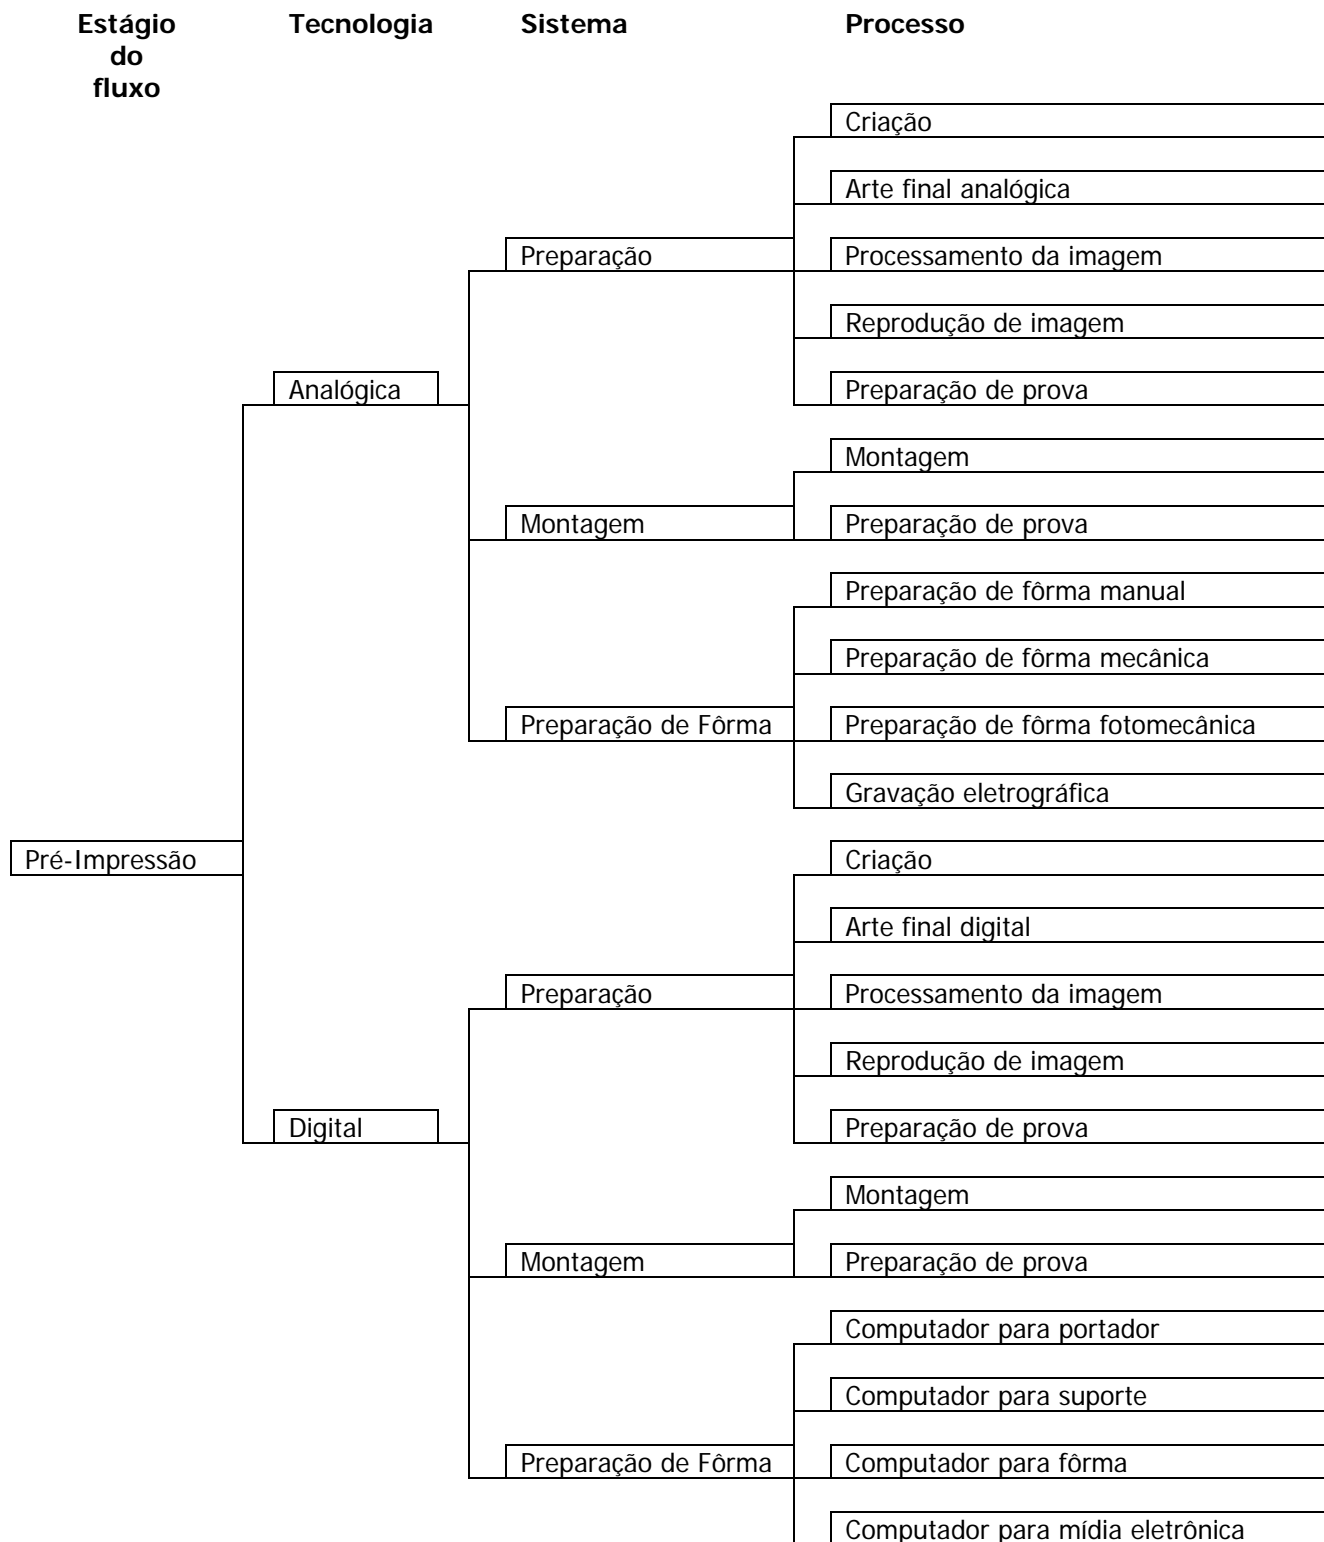 Estágio
do
fluxo
Tecnologia
Sistema
Processo
Criação
Arte final analógica
Preparação
Processamento da imagem
Reprodução de imagem
Analógica
Preparação de prova
Montagem
Montagem
Preparação de prova
Preparação de fôrma manual
Preparação de fôrma mecânica
Preparação de Fôrma
Preparação de fôrma fotomecânica
Gravação eletrográfica
Pré-Impressão
Criação
Arte final digital
Preparação
Processamento da imagem
Reprodução de imagem
Digital
Preparação de prova
Montagem
Montagem
Preparação de prova
Computador para portador
Computador para suporte
Preparação de Fôrma
Computador para fôrma
Computador para mídia eletrônica